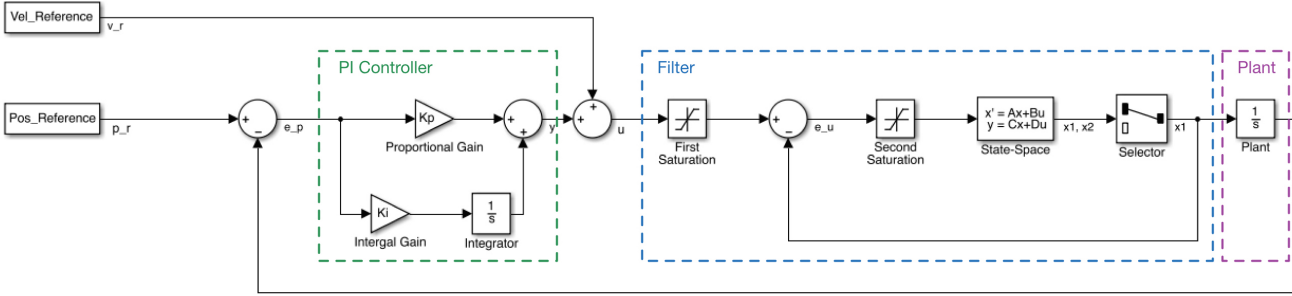 Vel_Reference
v_r
PI Controller
Filter
Plant
Pos_Reference
p_r
+
−
e_p
Kp
Proportional Gain
+
+
y
+
+
u
First
Saturation
+
−
e_u
Second
Saturation
x' = Ax+Bu
y = Cx+Du
State-Space
x1, x2
Selector
x1
1
s
Plant
Ki
Intergal Gain
1
s
Integrator